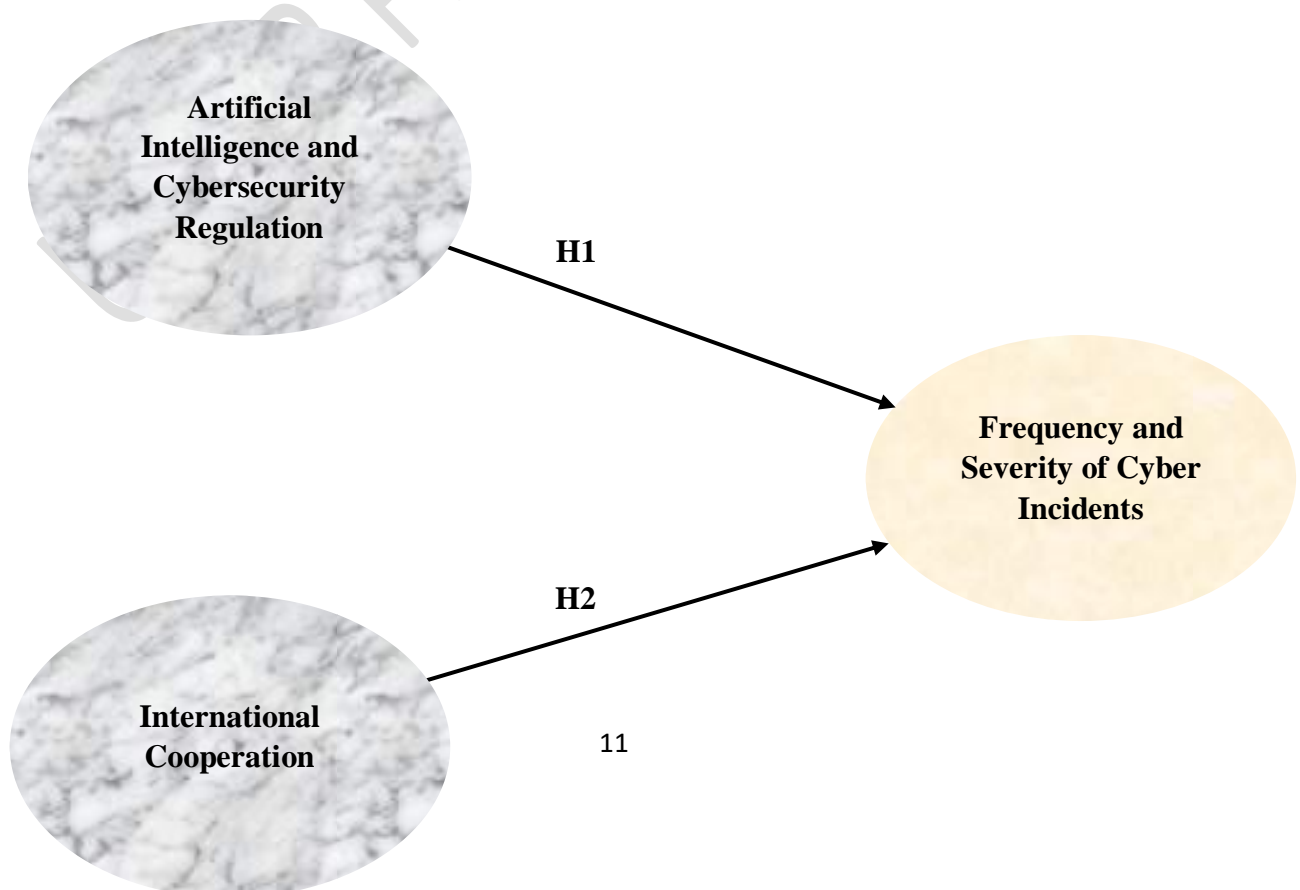 Artificial
Intelligence and
Cybersecurity
Regulation
H1
Frequency and
Severity of Cyber
Incidents
H2
International
Cooperation
11